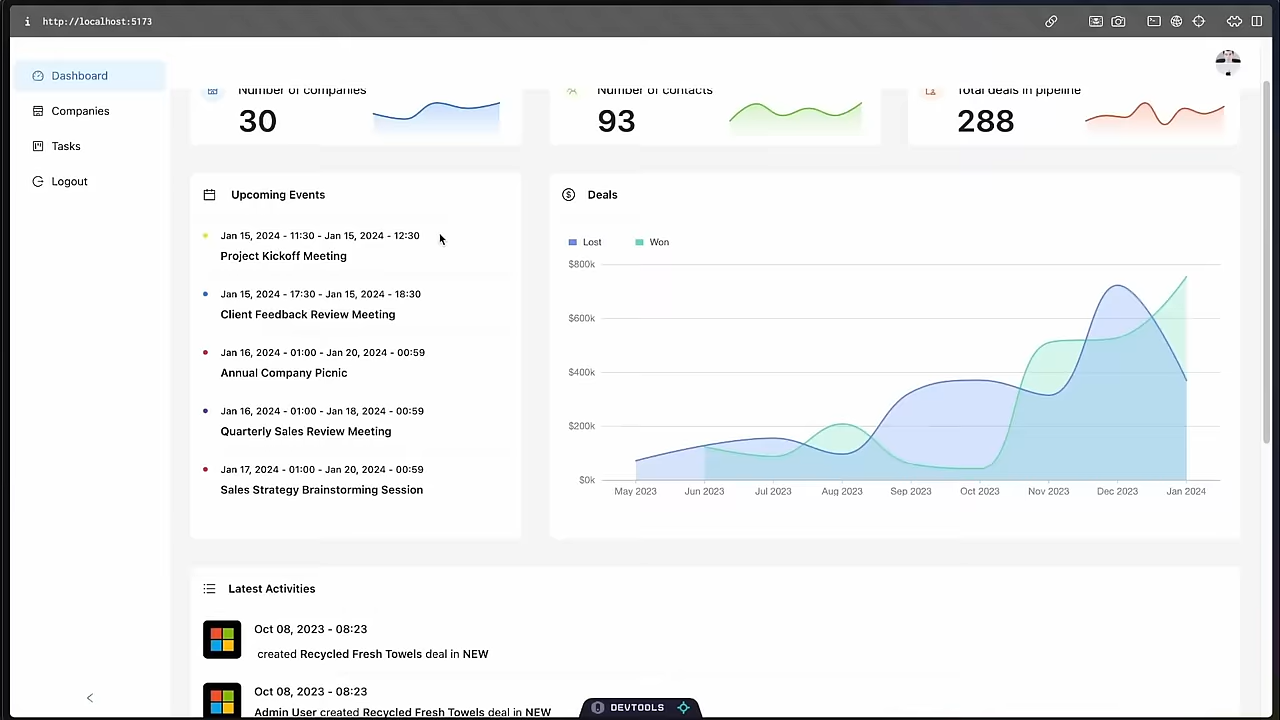 http://localhost:5173
Dashboard
Companies
Tasks
Logout
Number of companies
30
Number of contacts
93
Total deals in pipeline
288
Upcoming Events
Jan 15, 2024 - 11:30 - Jan 15, 2024 - 12:30
Project Kickoff Meeting
Jan 15, 2024 - 17:30 - Jan 15, 2024 - 18:30
Client Feedback Review Meeting
Jan 16, 2024 - 01:00 - Jan 20, 2024 - 00:59
Annual Company Picnic
Jan 16, 2024 - 01:00 - Jan 18, 2024 - 00:59
Quarterly Sales Review Meeting
Jan 17, 2024 - 01:00 - Jan 20, 2024 - 00:59
Sales Strategy Brainstorming Session
Deals
Lost Won
$800k
$600k
$400k
$200k
$0k
May 2023 Jun 2023 Jul 2023 Aug 2023 Sep 2023 Oct 2023 Nov 2023 Dec 2023 Jan 2024
Latest Activities
Oct 08, 2023 - 08:23
created Recycled Fresh Towels deal in NEW
Oct 08, 2023 - 08:23
Admin User created Recycled Fresh Towels deal in NEW
DEVTOOLS